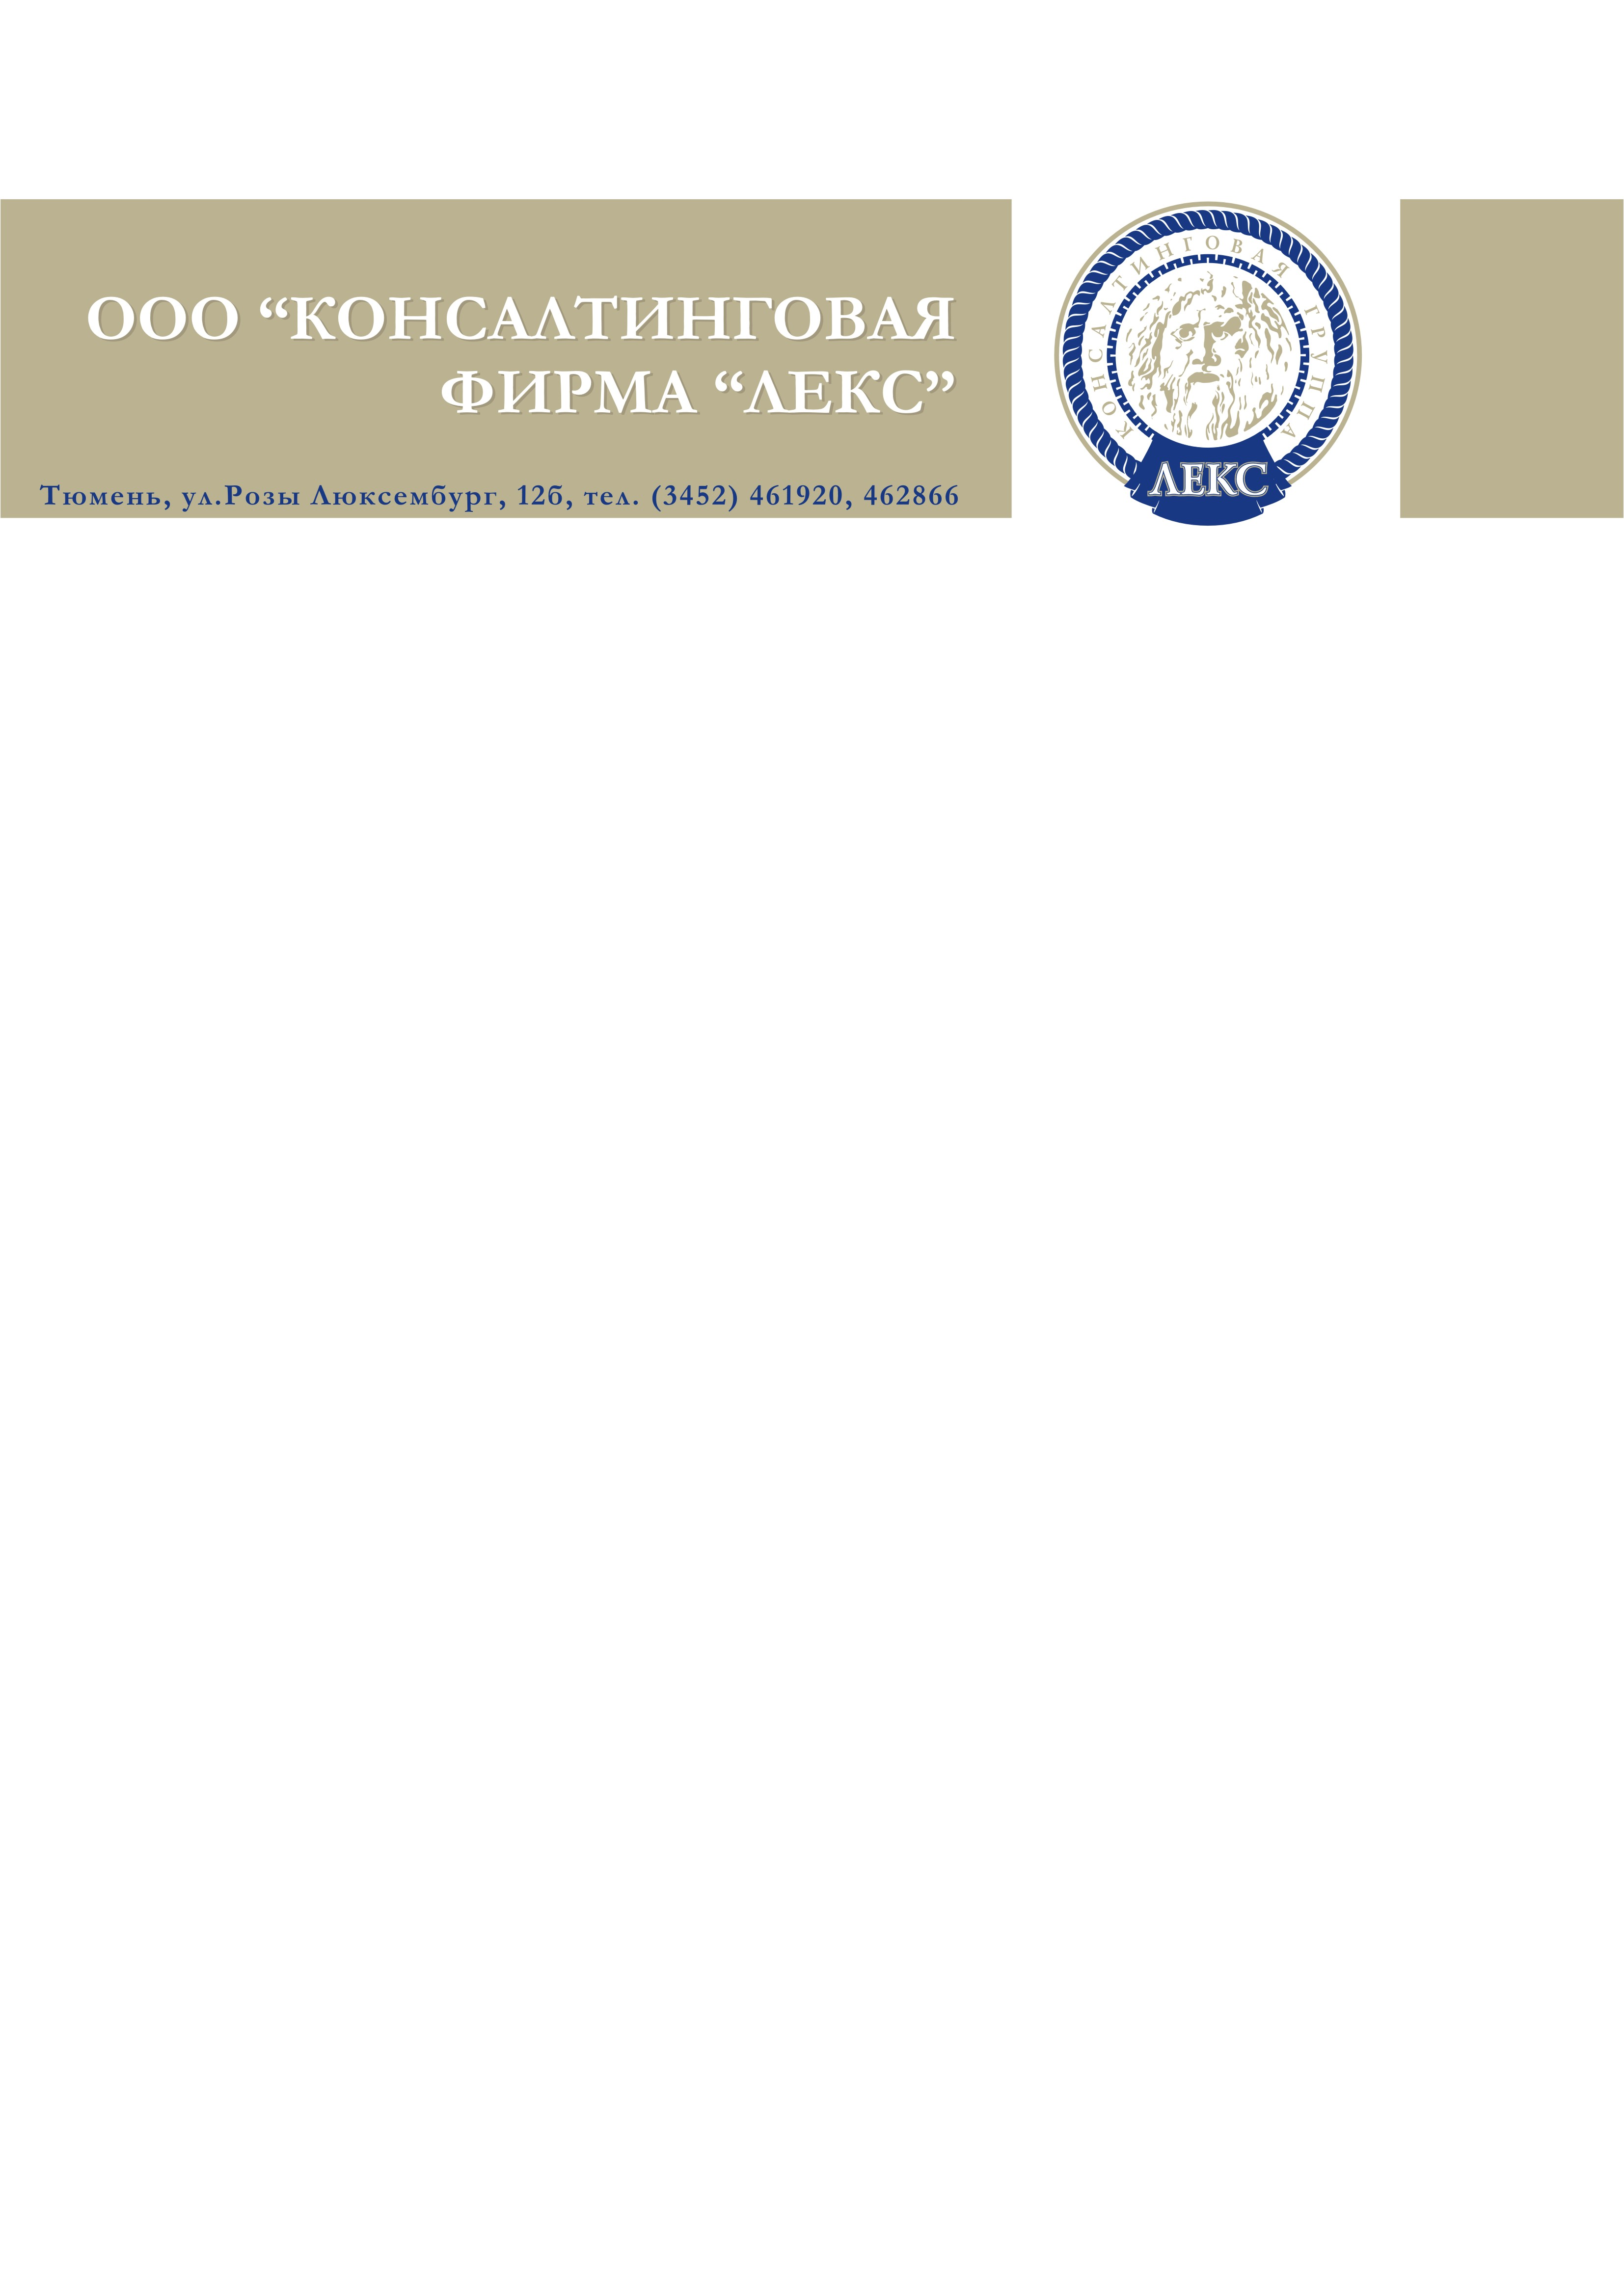 ООО “КОНСАЛТИНГОВАЯ
ФИРМА “ЛЕКС”
Тюмень, ул.Розы Люксембург, 12б, тел. (3452) 461920, 462866
КОНСАЛТИНГОВАЯ ГРУППА
ЛЕКС